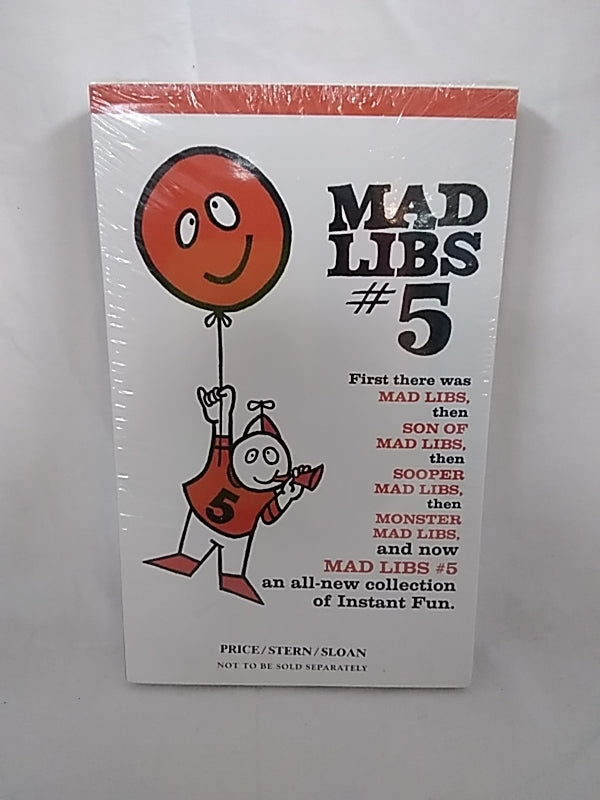 MAD
LIBS
#5
First there was
MAD LIBS,
then
SON OF
MAD LIBS,
then
SOOPER
MAD LIBS,
then
MONSTER
MAD LIBS,
and now
MAD LIBS #5
an all-new collection
of Instant Fun.
5
PRICE/STERN/SLOAN
NOT TO BE SOLD SEPARATELY